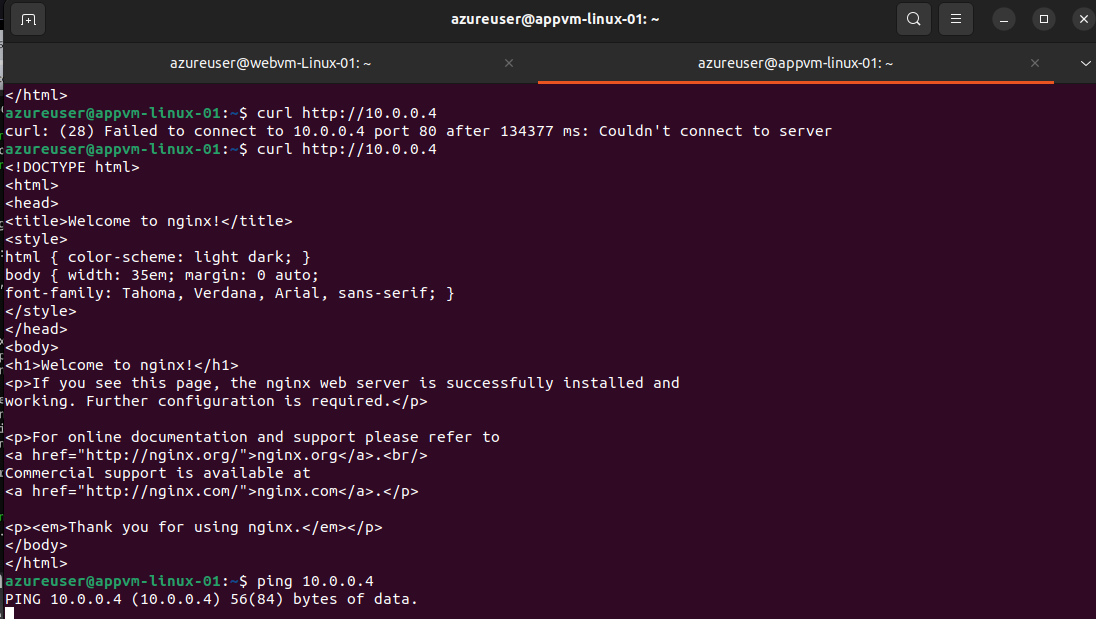 azureuser@appvm-linux-01: ~
azureuser@webvm-Linux-01: ~
azureuser@appvm-linux-01: ~
</html>
azureuser@appvm-linux-01:~$ curl http://10.0.0.4
curl: (28) Failed to connect to 10.0.0.4 port 80 after 134377 ms: Couldn't connect to server
azureuser@appvm-linux-01:~$ curl http://10.0.0.4
<!DOCTYPE html>
<html>
<head>
<title>Welcome to nginx!</title>
<style>
html { color-scheme: light dark; }
body { width: 35em; margin: 0 auto;
font-family: Tahoma, Verdana, Arial, sans-serif; }
</style>
</head>
<body>
<h1>Welcome to nginx!</h1>
<p>If you see this page, the nginx web server is successfully installed and
working. Further configuration is required.</p>
<p>For online documentation and support please refer to
<a href="http://nginx.org/">nginx.org</a>.<br/>
Commercial support is available at
<a href="http://nginx.com/">nginx.com</a>.</p>
<p><em>Thank you for using nginx.</em></p>
</body>
</html>
azureuser@appvm-linux-01:~$ ping 10.0.0.4
PING 10.0.0.4 (10.0.0.4) 56(84) bytes of data.